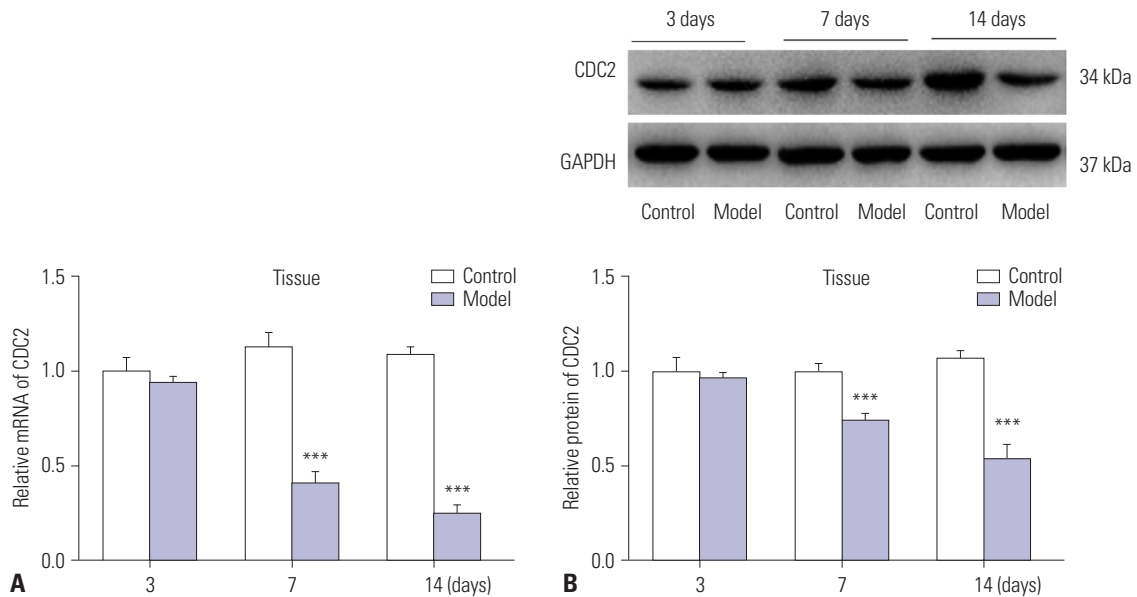 3 days 7 days 14 days
CDC2 34 kDa
GAPDH 37 kDa
Control Model Control Model Control Model
Tissue
Control
Model
Relative mRNA of CDC2
1.5
1.0
0.5
0.0
***
***
3 7 14 (days)
A
Tissue
Control
Model
Relative protein of CDC2
1.5
1.0
0.5
0.0
***
***
3 7 14 (days)
B